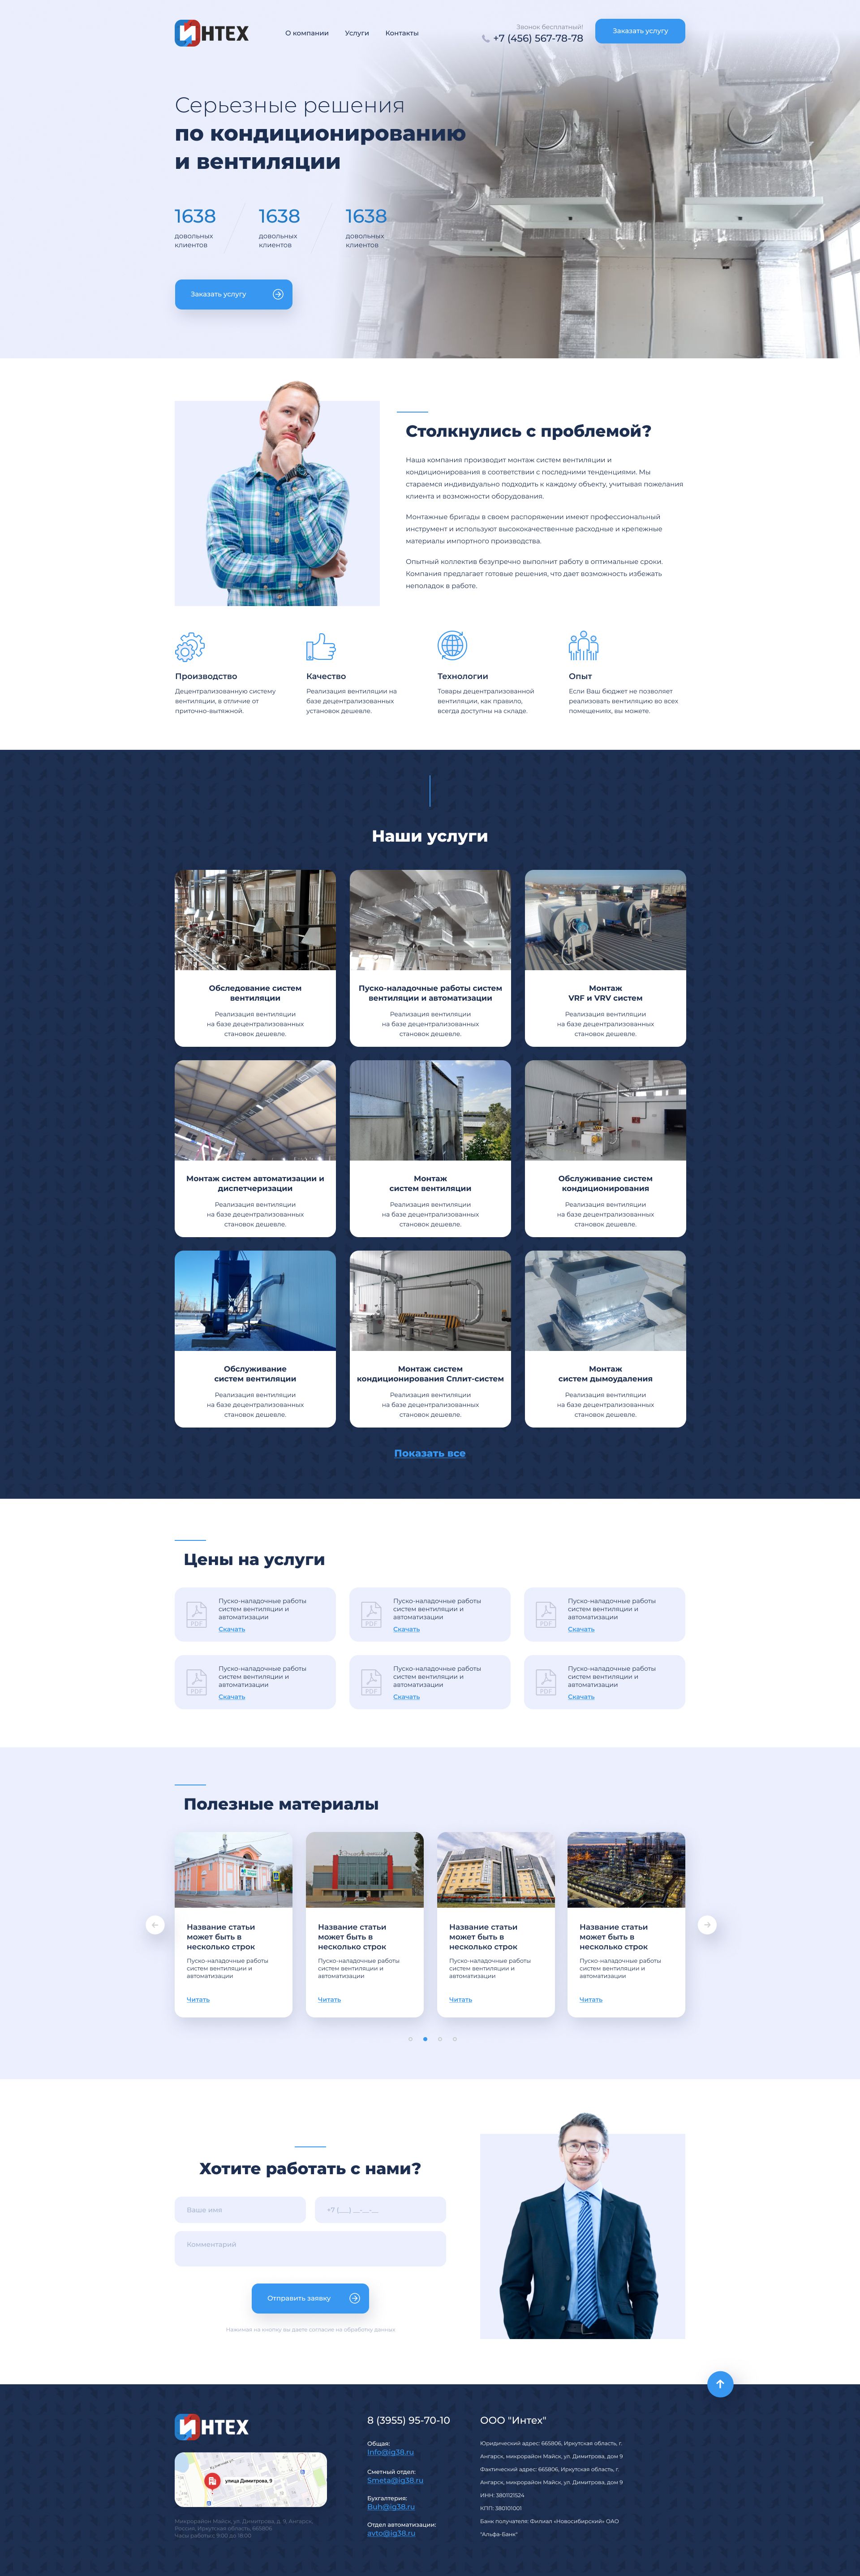 ИНТЕХ
О компании
Услуги
Контакты
Звонок бесплатный!
+7 (456) 567-78-78
Заказать услугу
Серьезные решения
по кондиционированию
и вентиляции
1638
довольных
клиентов
1638
довольных
клиентов
1638
довольных
клиентов
Заказать услугу
Столкнулись с проблемой?
Наша компания производит монтаж систем вентиляции и
кондиционирования в соответствии с последними тенденциями. Мы
стараемся индивидуально подходить к каждому объекту, учитывая пожелания
клиента и возможности оборудования.
Монтажные бригады в своем распоряжении имеют профессиональный
инструмент и используют высококачественные расходные и крепежные
материалы импортного производства.
Опытный коллектив безупречно выполнит работу в оптимальные сроки.
Компания предлагает готовые решения, что дает возможность избежать
неполадок в работе.
Производство
Децентрализованную систему
вентиляции, в отличие от
приточно-вытяжной.
Качество
Реализация вентиляции на
базе децентрализованных
установок дешевле.
Технологии
Товары децентрализованной
вентиляции, как правило,
всегда доступны на складе.
Опыт
Если Ваш бюджет не позволяет
реализовать вентиляцию во всех
помещениях, вы можете.
Наши услуги
Обследование систем
вентиляции
Реализация вентиляции
на базе децентрализованных
становок дешевле.
Пуско-наладочные работы систем
вентиляции и автоматизации
Реализация вентиляции
на базе децентрализованных
становок дешевле.
Монтаж
VRF и VRV систем
Реализация вентиляции
на базе децентрализованных
становок дешевле.
Монтаж систем автоматизации и
диспетчеризации
Реализация вентиляции
на базе децентрализованных
становок дешевле.
Монтаж
систем вентиляции
Реализация вентиляции
на базе децентрализованных
становок дешевле.
Обслуживание систем
кондиционирования
Реализация вентиляции
на базе децентрализованных
становок дешевле.
Обслуживание
систем вентиляции
Реализация вентиляции
на базе децентрализованных
становок дешевле.
Монтаж систем
кондиционирования Сплит-систем
Реализация вентиляции
на базе децентрализованных
становок дешевле.
Монтаж
систем дымоудаления
Реализация вентиляции
на базе децентрализованных
становок дешевле.
Показать все
Цены на услуги
PDF
Пуско-наладочные работы
систем вентиляции и
автоматизации
Скачать
PDF
Пуско-наладочные работы
систем вентиляции и
автоматизации
Скачать
PDF
Пуско-наладочные работы
систем вентиляции и
автоматизации
Скачать
PDF
Пуско-наладочные работы
систем вентиляции и
автоматизации
Скачать
PDF
Пуско-наладочные работы
систем вентиляции и
автоматизации
Скачать
PDF
Пуско-наладочные работы
систем вентиляции и
автоматизации
Скачать
Полезные материалы
Название статьи
может быть в
несколько строк
Пуско-наладочные работы
систем вентиляции и
автоматизации
Читать
Название статьи
может быть в
несколько строк
Пуско-наладочные работы
систем вентиляции и
автоматизации
Читать
Название статьи
может быть в
несколько строк
Пуско-наладочные работы
систем вентиляции и
автоматизации
Читать
Название статьи
может быть в
несколько строк
Пуско-наладочные работы
систем вентиляции и
автоматизации
Читать
Хотите работать с нами?
Ваше имя
+7 (___) __-__-__
Комментарий
Отправить заявку
Нажимая на кнопку вы даете согласие на обработку данных
ИНТЕХ
улица Димитрова, 9
Микрорайон Майск, ул. Димитрова, д. 9, Ангарск,
Россия, Иркутская область, 665806
Часы работы: 9:00 до 18:00
8 (3955) 95-70-10
Общая:
Info@ig38.ru
Сметный отдел:
Smeta@ig38.ru
Бухгалтерия:
Buh@ig38.ru
Отдел автоматизации:
avto@ig38.ru
ООО "Интех"
Юридический адрес: 665806, Иркутская область, г.
Ангарск, микрорайон Майск, ул. Димитрова, дом 9
Фактический адрес: 665806, Иркутская область, г.
Ангарск, микрорайон Майск, ул. Димитрова, дом 9
ИНН: 3801121524
КПП: 380101001
Банк получателя: Филиал «Новосибирский» ОАО
"Альфа-Банк"